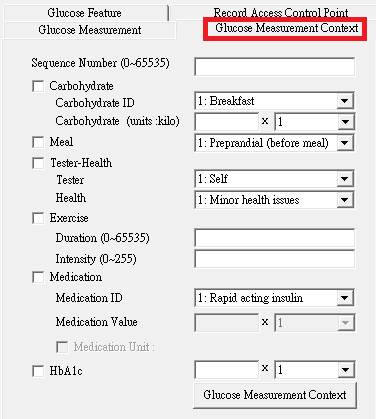 Glucose Feature Record Access Control Point
Glucose Measurement Glucose Measurement Context
Sequence Number (0~65535)
Carbohydrate
Carbohydrate ID 1: Breakfast
Carbohydrate (units :kilo) x 1
Meal 1: Preprandial (before meal)
Tester-Health
Tester 1: Self
Health 1: Minor health issues
Exercise
Duration (0~65535)
Intensity (0~255)
Medication
Medication ID 1: Rapid acting insulin
Medication Value x 1
Medication Unit :
HbA1c x 1
Glucose Measurement Context